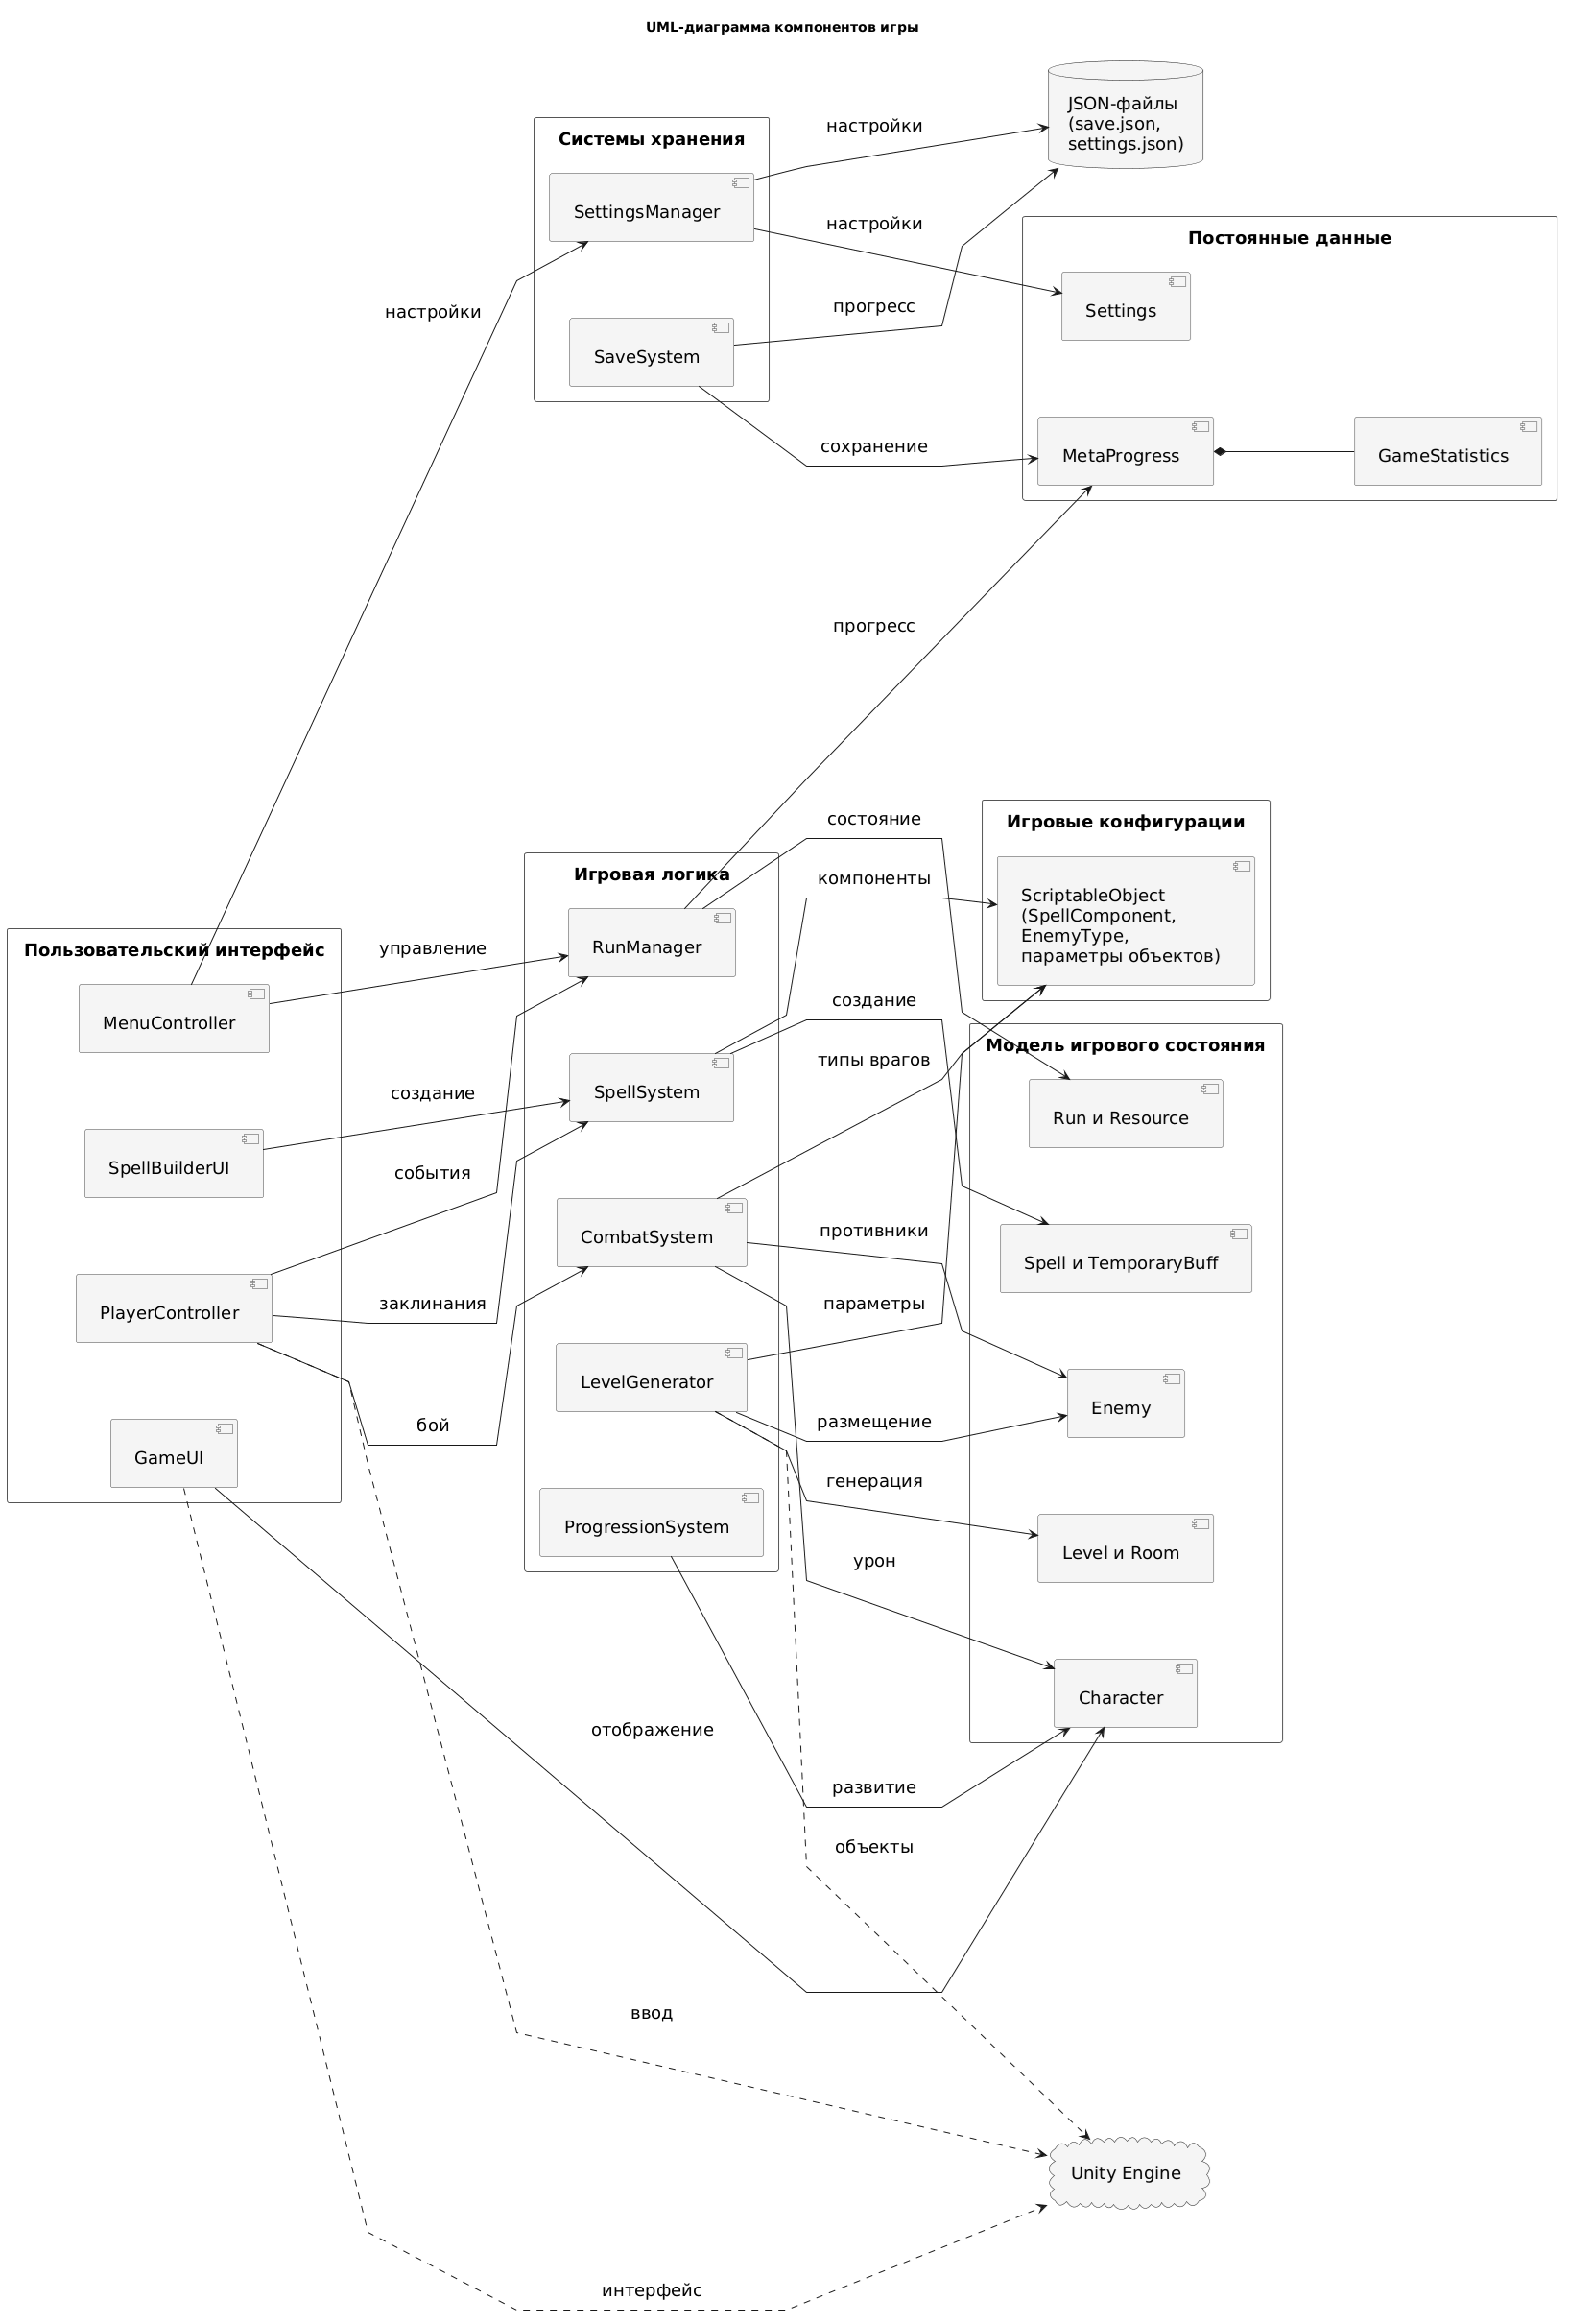 UML-диаграмма компонентов игры
JSON-файлы
(save.json,
settings.json)
Системы хранения
настройки
SettingsManager
настройки
Постоянные данные
Settings
прогресс
настройки
SaveSystem
сохранение
MetaProgress
GameStatistics
прогресс
состояние
Игровые конфигурации
Игровая логика
компоненты
ScriptableObject
(SpellComponent,
EnemyType,
параметры объектов)
Пользовательский интерфейс
управление
RunManager
MenuController
создание
Модель игрового состояния
типы врагов
создание
SpellSystem
Run и Resource
SpellBuilderUI
события
CombatSystem
противники
Spell и TemporaryBuff
PlayerController
заклинания
параметры
LevelGenerator
Enemy
бой
размещение
GameUI
генерация
ProgressionSystem
Level и Room
урон
Character
отображение
развитие
объекты
ввод
Unity Engine
интерфейс